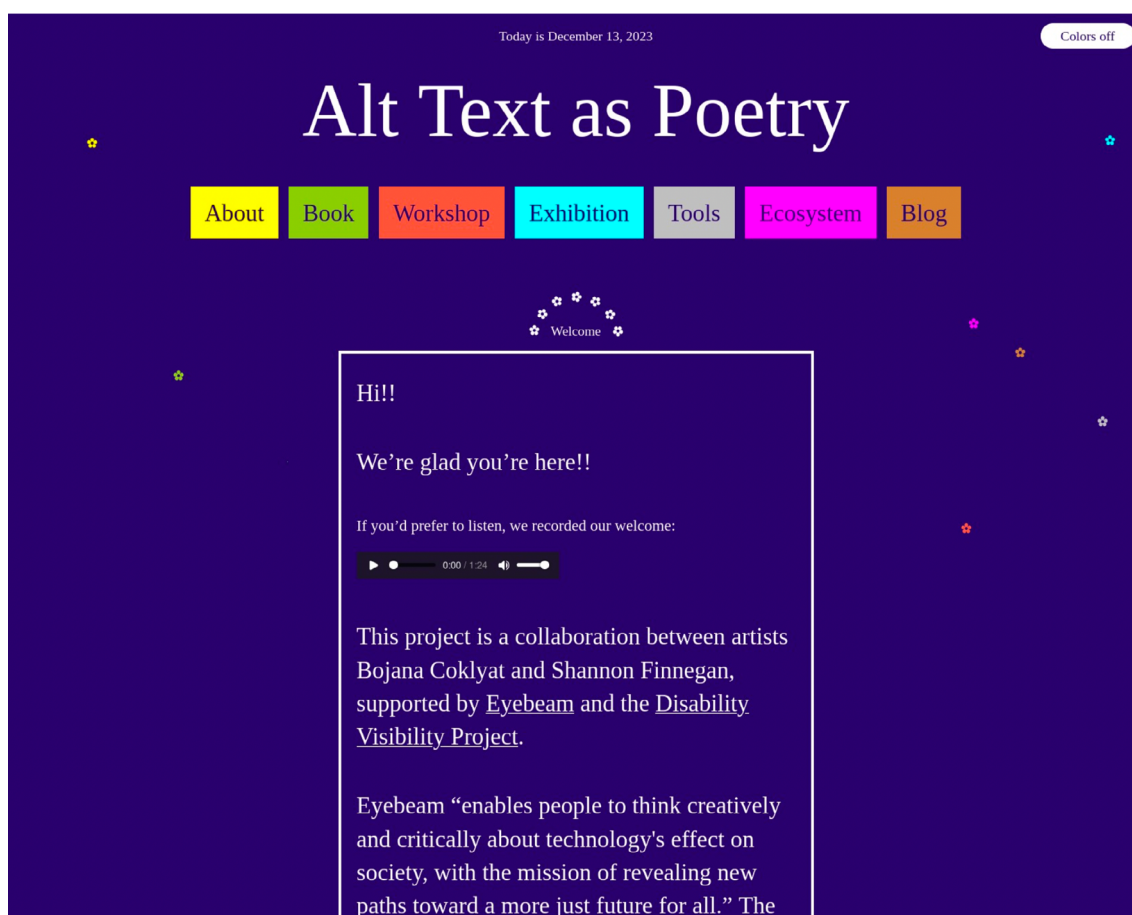 Today is December 13, 2023
Colors off
Alt Text as Poetry
About Book Workshop Exhibition Tools Ecosystem Blog
Welcome
Hi!!
We’re glad you’re here!!
If you’d prefer to listen, we recorded our welcome:
0:00 / 1:24
This project is a collaboration between artists
Bojana Coklyat and Shannon Finnegan,
supported by Eyebeam and the Disability
Visibility Project.
Eyebeam “enables people to think creatively
and critically about technology's effect on
society, with the mission of revealing new
paths toward a more just future for all.” The